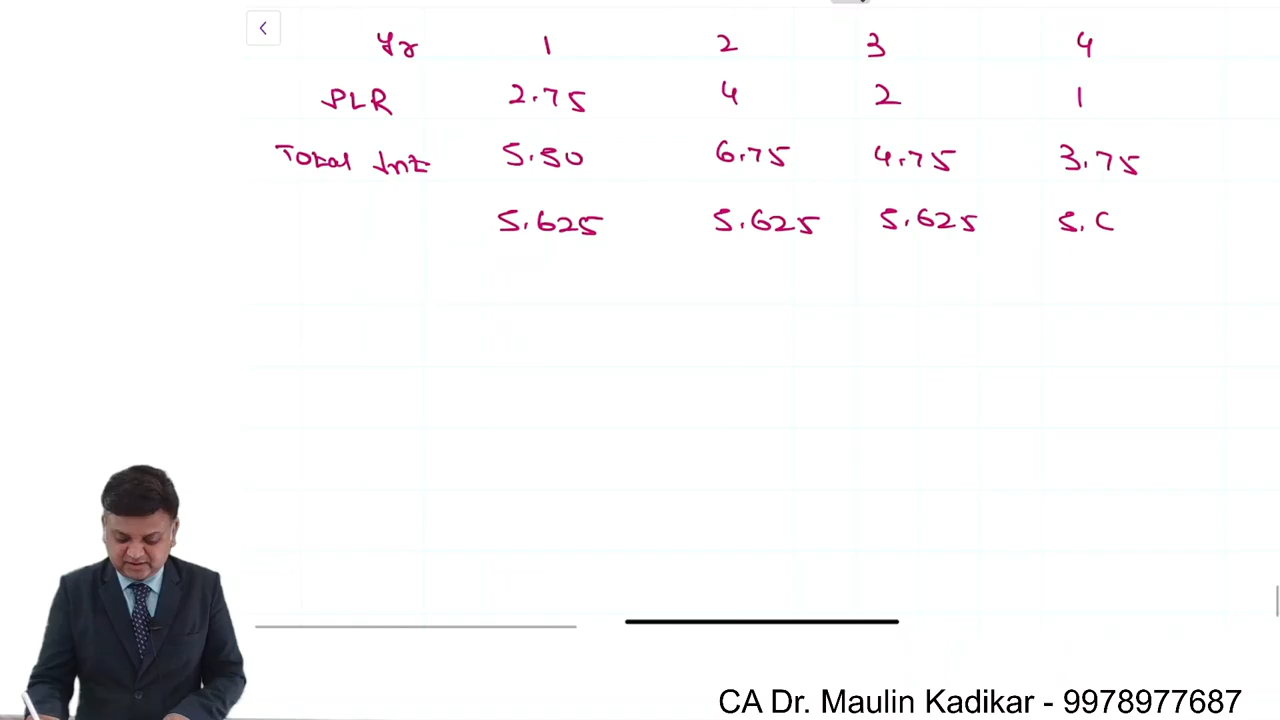 Yr 1 2 3 4
PLR 2.75 4 2 1
Total Int 5.50 6.75 4.75 3.75
5.625 5.625 5.625 5.6
CA Dr. Maulin Kadikar - 9978977687